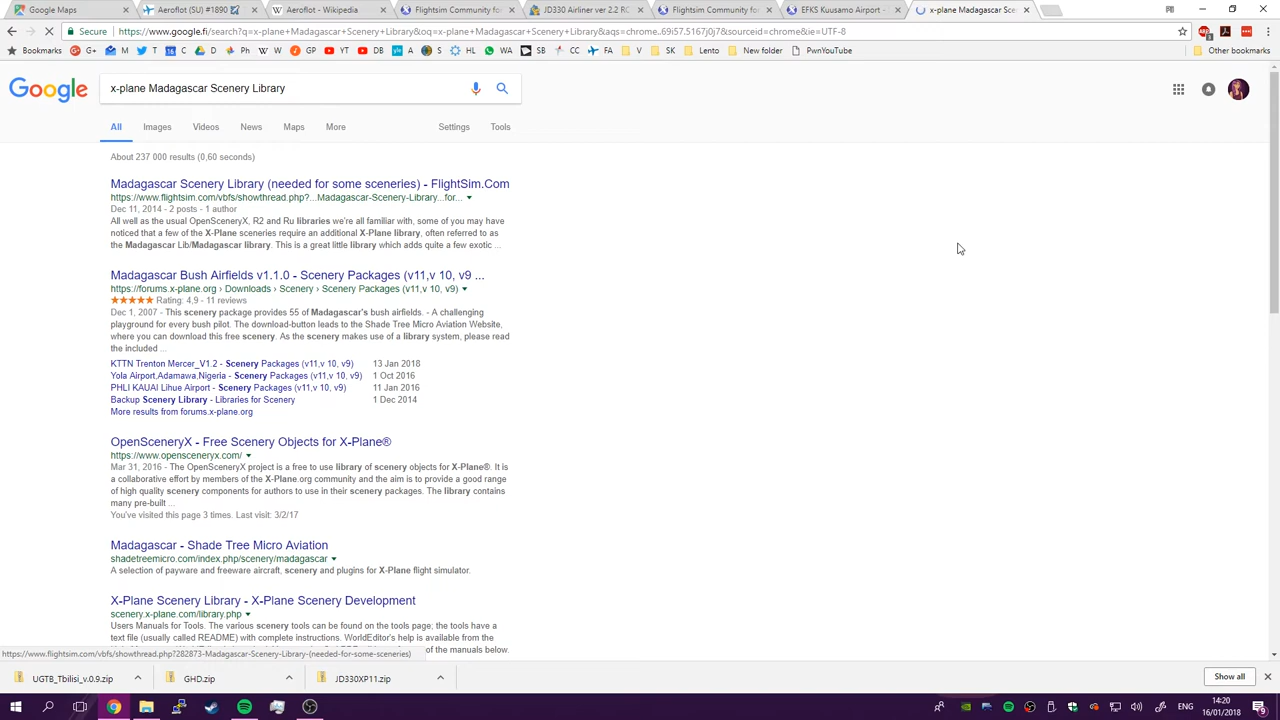 Google Maps
Aeroflot (SU) #1890
Aeroflot - Wikipedia
Flightsim Community for
JD330 Airliner ver 2.2 RC
Flightsim Community for
EFKS Kuusamo Airport -
x-plane Madagascar Scen
Secure
https://www.google.fi/search?q=x-plane+Madagascar+Scenery+Library&oq=x-plane+Madagascar+Scenery+Library&aqs=chrome..69i57.5167j0j7&sourceid=chrome&ie=UTF-8
Bookmarks G+ M T C D P GP YT DB A S HL WA SB CC FA V SK Lento New folder PwnYouTube Other bookmarks
Google
x-plane Madagascar Scenery Library
All Images Videos News Maps More Settings Tools
About 237 000 results (0,60 seconds)
Madagascar Scenery Library (needed for some sceneries) - FlightSim.Com
https://www.flightsim.com/vbfs/showthread.php?...Madagascar-Scenery-Library...for...
Dec 11, 2014 - 2 posts - 1 author
All well as the usual OpenSceneryX, R2 and Ru libraries we're all familiar with, some of you may have
noticed that a few of the X-Plane sceneries require an additional X-Plane library, often referred to as
the Madagascar Lib/Madagascar library. This is a great little library which adds quite a few exotic ...
Madagascar Bush Airfields v1.1.0 - Scenery Packages (v11,v 10, v9 ...
https://forums.x-plane.org › Downloads › Scenery › Scenery Packages (v11,v 10, v9)
Rating: 4,9 - 11 reviews
Dec 1, 2007 - This scenery package provides 55 of Madagascar's bush airfields. - A challenging
playground for every bush pilot. The download-button leads to the Shade Tree Micro Aviation Website,
where you can download this free scenery. As the scenery makes use of a library system, please read
the included ...
KTTN Trenton Mercer_V1.2 - Scenery Packages (v11,v 10, v9) 13 Jan 2018
Yola Airport,Adamawa,Nigeria - Scenery Packages (v11,v 10, v9) 1 Oct 2016
PHLI KAUAI Lihue Airport - Scenery Packages (v11,v 10, v9) 11 Jan 2016
Backup Scenery Library - Libraries for Scenery 1 Dec 2014
More results from forums.x-plane.org
OpenSceneryX - Free Scenery Objects for X-Plane®
https://www.opensceneryx.com/
Mar 31, 2016 - The OpenSceneryX project is a free to use library of scenery objects for X-Plane®. It
is a collaborative effort by members of the X-Plane.org community and the aim is to provide a good range
of high quality scenery components for authors to use in their scenery packages. The library contains
many pre-built ...
You've visited this page 3 times. Last visit: 3/2/17
Madagascar - Shade Tree Micro Aviation
shadetreemicro.com/index.php/scenery/madagascar
A selection of payware and freeware aircraft, scenery and plugins for X-Plane flight simulator.
X-Plane Scenery Library - X-Plane Scenery Development
scenery.x-plane.com/library.php
Users Manuals for Tools. The various scenery tools can be found on the tools page; the tools have a
text file (usually called README) with complete instructions. WorldEditor's help is available from the
of the manuals below.
https://www.flightsim.com/vbfs/showthread.php?282873-Madagascar-Scenery-Library-(needed-for-some-sceneries)
UGTB_Tbilisi_v.0.9.zip
GHD.zip
JD330XP11.zip
Show all
ENG
14:20
16/01/2018